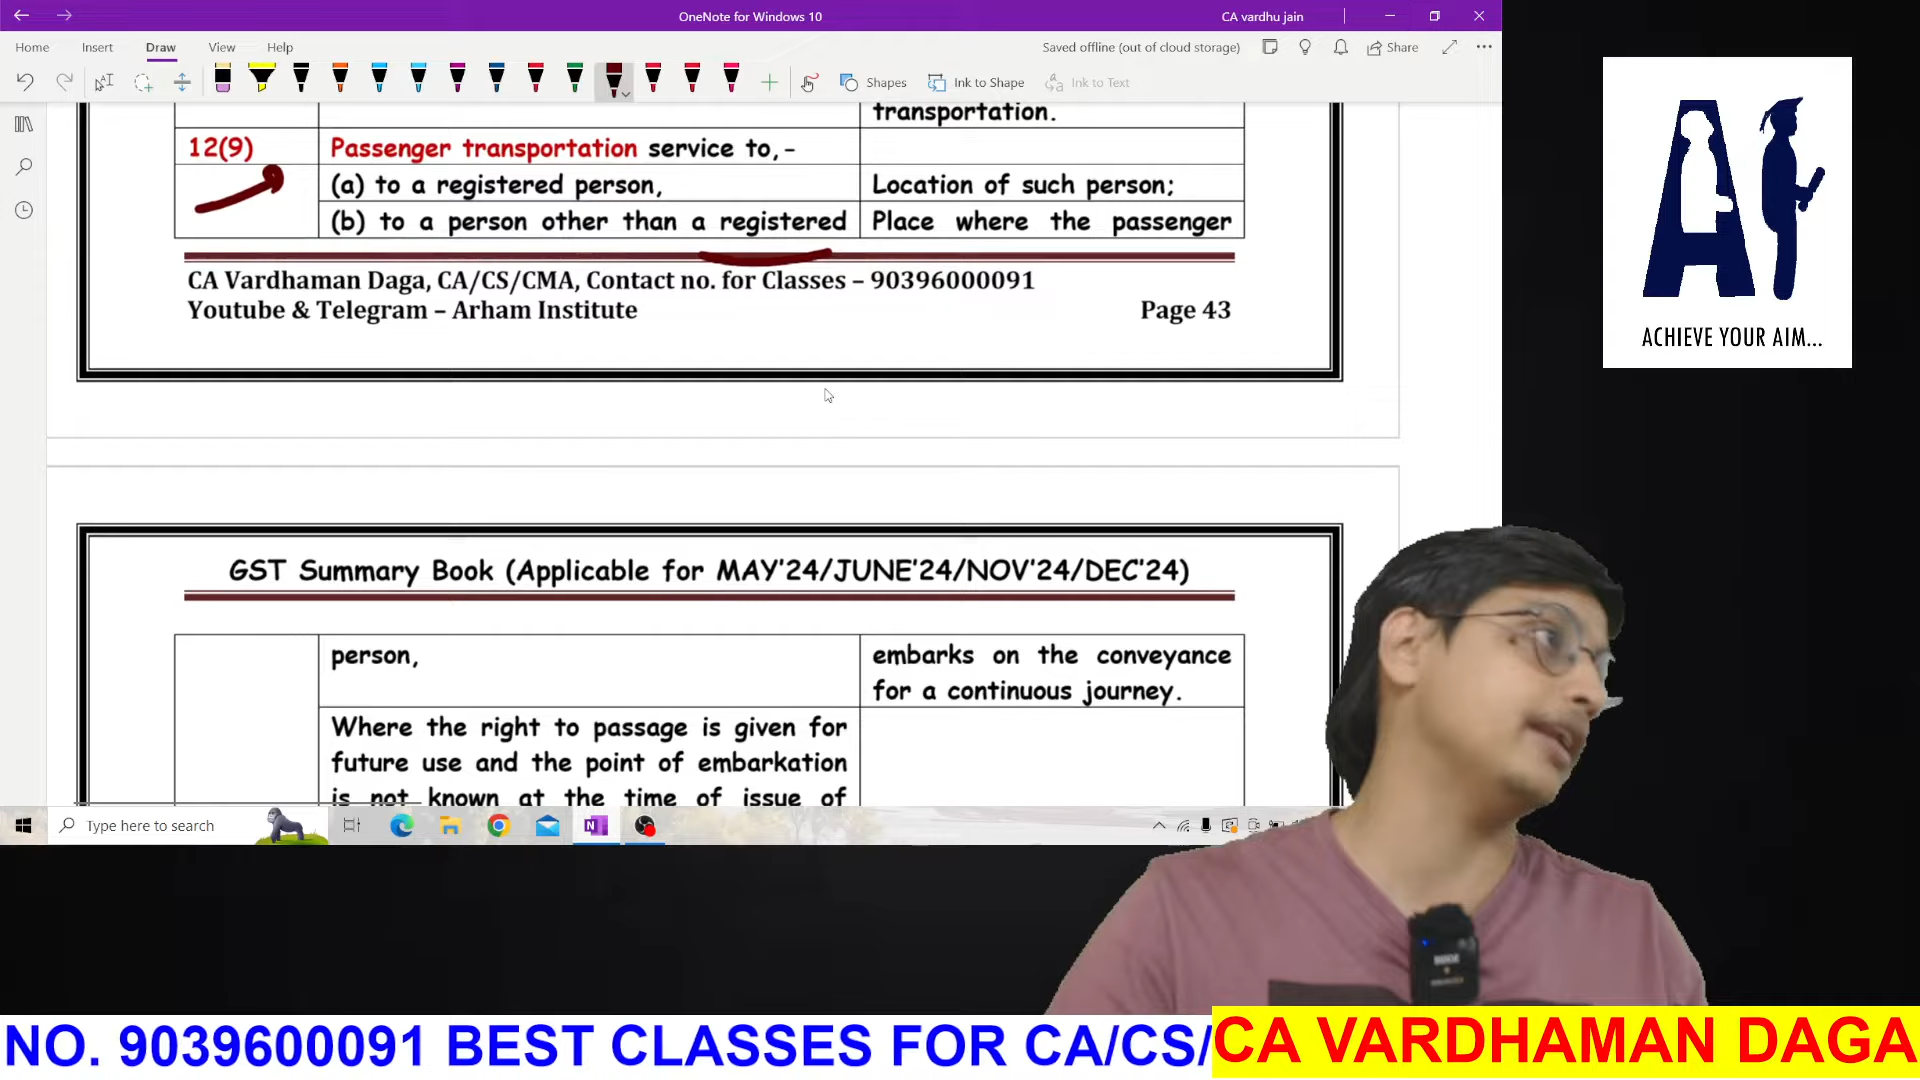 OneNote for Windows 10
CA vardhu jain
Home Insert Draw View Help
Saved offline (out of cloud storage)
Share
Shapes
Ink to Shape
Ink to Text
transportation.
12(9) Passenger transportation service to,-
(a) to a registered person, Location of such person;
(b) to a person other than a registered Place where the passenger
CA Vardhaman Daga, CA/CS/CMA, Contact no. for Classes – 90396000091
Youtube & Telegram – Arham Institute Page 43
GST Summary Book (Applicable for MAY'24/JUNE'24/NOV'24/DEC'24)
person, embarks on the conveyance
for a continuous journey.
Where the right to passage is given for
future use and the point of embarkation
is not known at the time of issue of
Type here to search
ACHIEVE YOUR AIM...
NO. 9039600091 BEST CLASSES FOR CA/CS/
CA VARDHAMAN DAGA